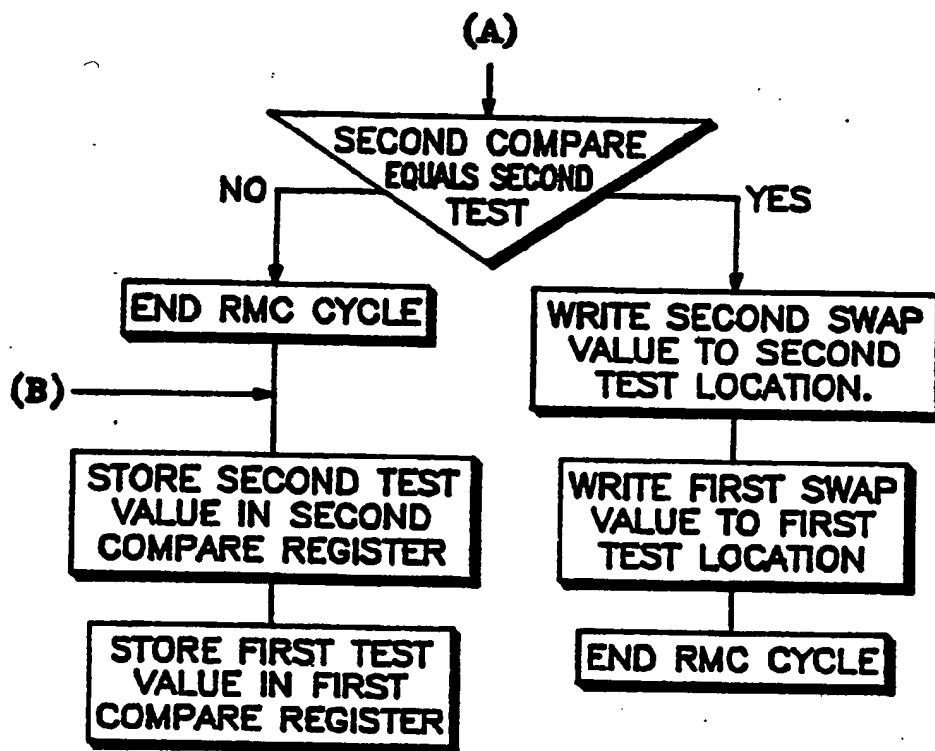 (A)
SECOND COMPARE
EQUALS SECOND
TEST
NO
YES
END RMC CYCLE
WRITE SECOND SWAP
VALUE TO SECOND
TEST LOCATION.
(B)
STORE SECOND TEST
VALUE IN SECOND
COMPARE REGISTER
WRITE FIRST SWAP
VALUE TO FIRST
TEST LOCATION
STORE FIRST TEST
VALUE IN FIRST
COMPARE REGISTER
END RMC CYCLE